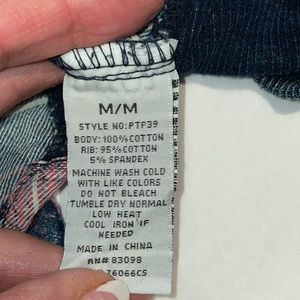 M/M
STYLE NO: PTP39
BODY: 100% COTTON
RIB: 95% COTTON
5% SPANDEX
MACHINE WASH COLD
WITH LIKE COLORS
DO NOT BLEACH
TUMBLE DRY NORMAL
LOW HEAT
COOL IRON IF
NEEDED
MADE IN CHINA
RN# 83098